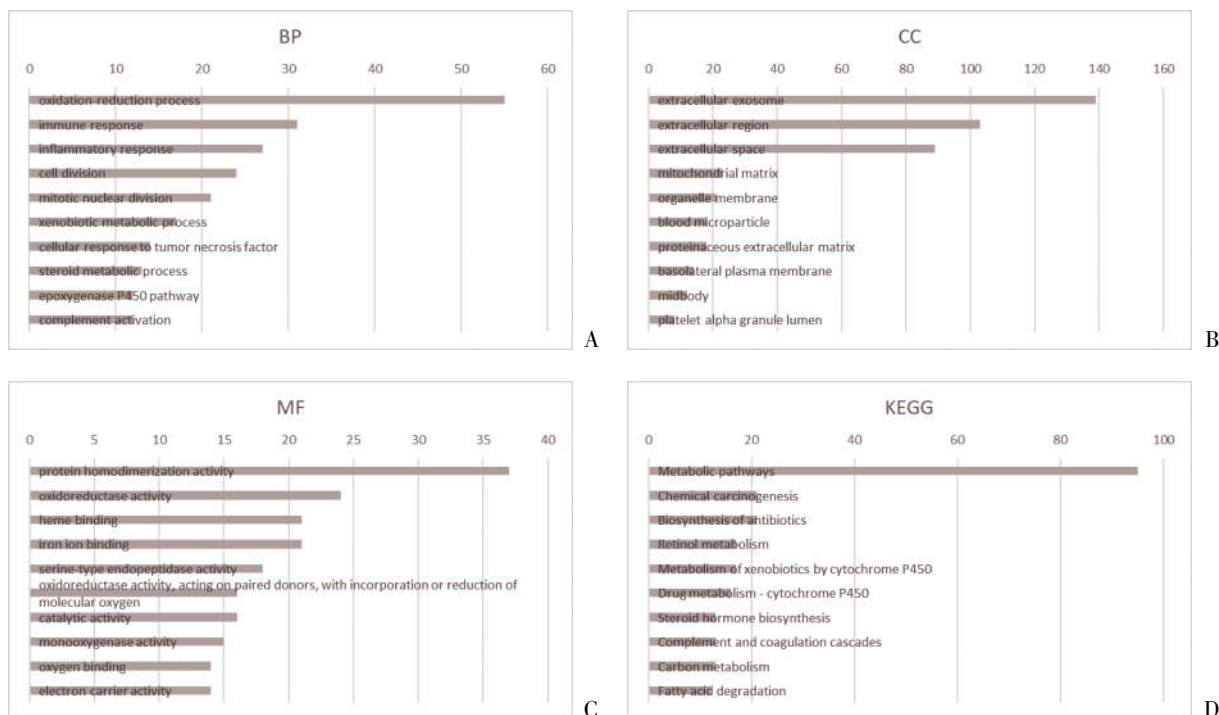 BP
0 10 20 30 40 50 60
oxidation-reduction process
immune response
inflammatory response
cell division
mitotic nuclear division
xenobiotic metabolic process
cellular response to tumor necrosis factor
steroid metabolic process
epoxygenase P450 pathway
complement activation
A
CC
0 20 40 60 80 100 120 140 160
extracellular exosome
extracellular region
extracellular space
mitochondrial matrix
organelle membrane
blood microparticle
proteinaceous extracellular matrix
basolateral plasma membrane
midbody
platelet alpha granule lumen
B
MF
0 5 10 15 20 25 30 35 40
protein homodimerization activity
oxidoreductase activity
heme binding
iron ion binding
serine-type endopeptidase activity
oxidoreductase activity, acting on paired donors, with incorporation or reduction of
molecular oxygen
catalytic activity
monooxygenase activity
oxygen binding
electron carrier activity
C
KEGG
0 20 40 60 80 100
Metabolic pathways
Chemical carcinogenesis
Biosynthesis of antibiotics
Retinol metabolism
Metabolism of xenobiotics by cytochrome P450
Drug metabolism - cytochrome P450
Steroid hormone biosynthesis
Complement and coagulation cascades
Carbon metabolism
Fatty acid degradation
D